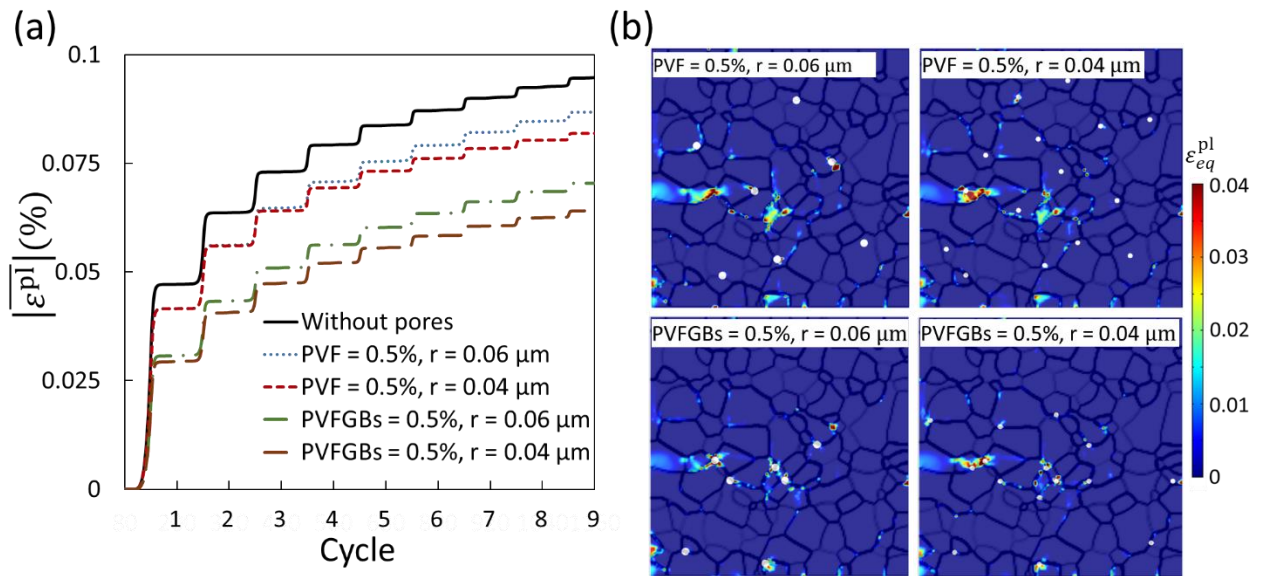 (a)
0.1
0.075
0.05
0.025
0
|ε̅ᵖˡ|(%)
Without pores
PVF = 0.5%, r = 0.06 μm
PVF = 0.5%, r = 0.04 μm
PVFGBs = 0.5%, r = 0.06 μm
PVFGBs = 0.5%, r = 0.04 μm
1 2 3 4 5 6 7 8 9
Cycle
(b)
PVF = 0.5%, r = 0.06 μm
PVF = 0.5%, r = 0.04 μm
PVFGBs = 0.5%, r = 0.06 μm
PVFGBs = 0.5%, r = 0.04 μm
ε_eq^pl
0.04
0.03
0.02
0.01
0